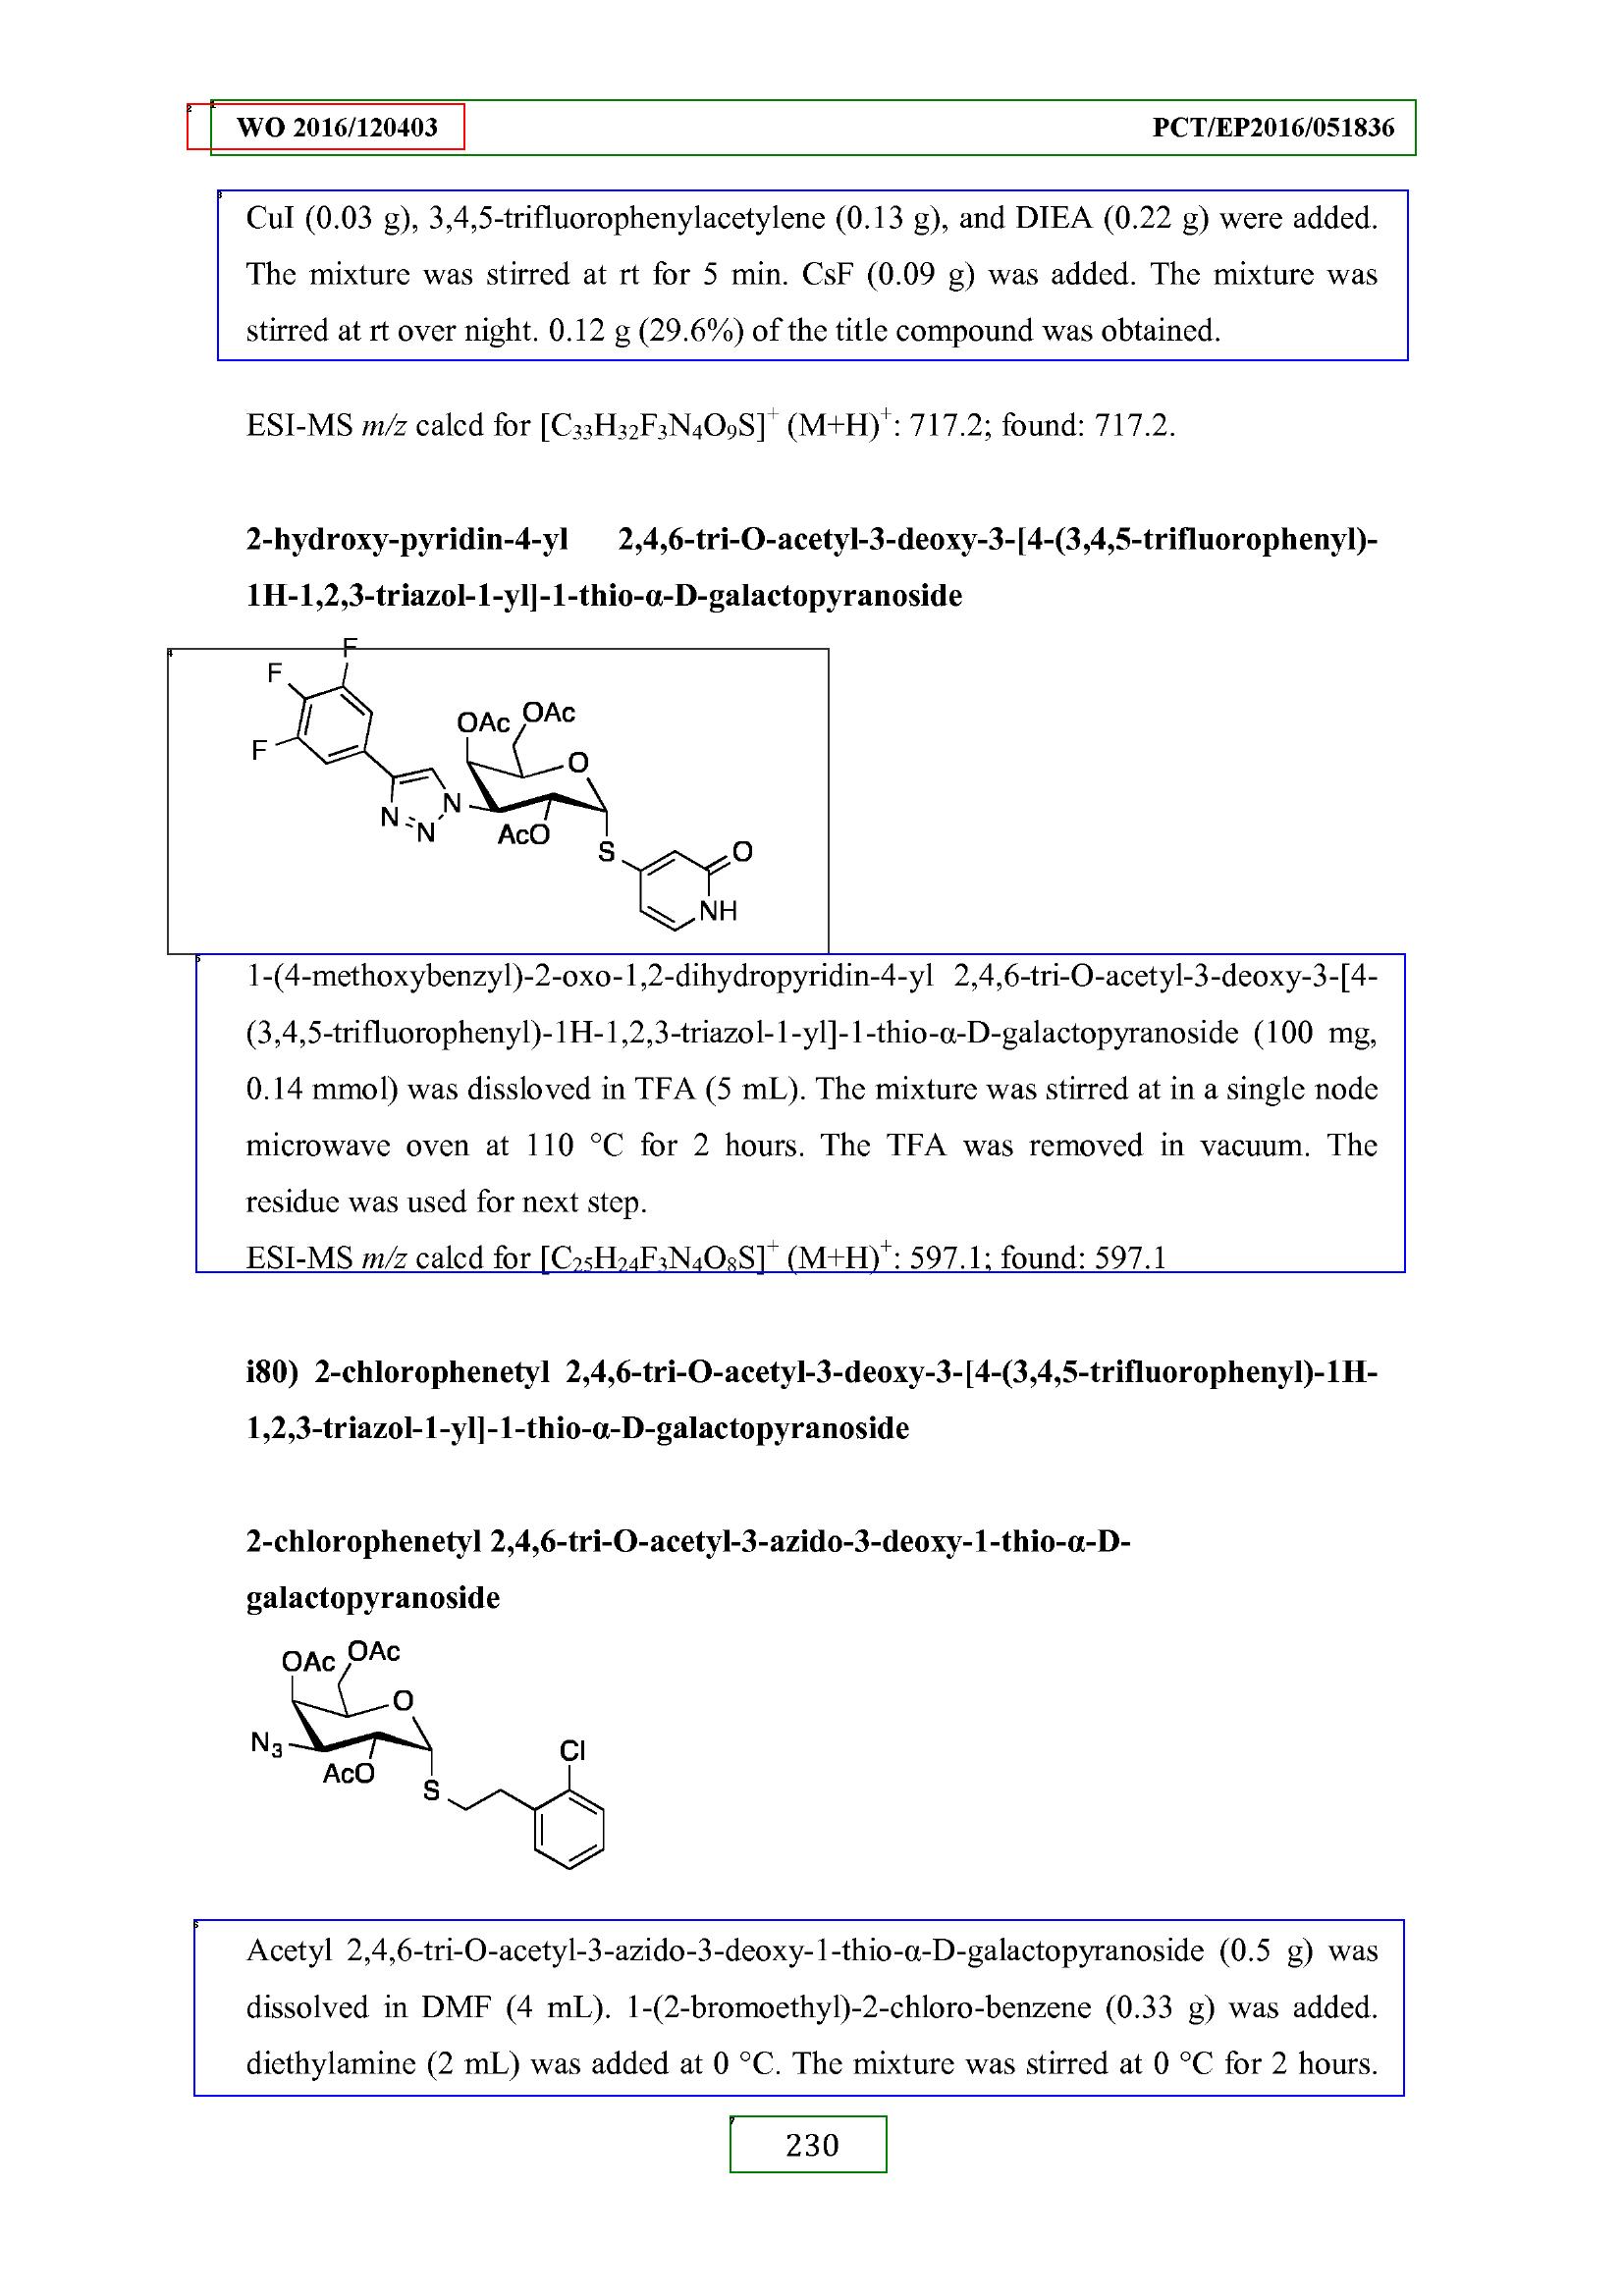 WO 2016/120403 PCT/EP2016/051836
CuI (0.03 g), 3,4,5-trifluorophenylacetylene (0.13 g), and DIEA (0.22 g) were added.
The mixture was stirred at rt for 5 min. CsF (0.09 g) was added. The mixture was
stirred at rt over night. 0.12 g (29.6%) of the title compound was obtained.
ESI-MS m/z calcd for [C₃₃H₃₂F₃N₄O₉S]⁺ (M+H)⁺: 717.2; found: 717.2.
2-hydroxy-pyridin-4-yl 2,4,6-tri-O-acetyl-3-deoxy-3-[4-(3,4,5-trifluorophenyl)-
1H-1,2,3-triazol-1-yl]-1-thio-α-D-galactopyranoside
F
F
OAc OAc
F
O
N N
N
AcO
S O
NH
1-(4-methoxybenzyl)-2-oxo-1,2-dihydropyridin-4-yl 2,4,6-tri-O-acetyl-3-deoxy-3-[4-
(3,4,5-trifluorophenyl)-1H-1,2,3-triazol-1-yl]-1-thio-α-D-galactopyranoside (100 mg,
0.14 mmol) was dissloved in TFA (5 mL). The mixture was stirred at in a single node
microwave oven at 110 °C for 2 hours. The TFA was removed in vacuum. The
residue was used for next step.
ESI-MS m/z calcd for [C₂₅H₂₄F₃N₄O₈S]⁺ (M+H)⁺: 597.1; found: 597.1
i80) 2-chlorophenetyl 2,4,6-tri-O-acetyl-3-deoxy-3-[4-(3,4,5-trifluorophenyl)-1H-
1,2,3-triazol-1-yl]-1-thio-α-D-galactopyranoside
2-chlorophenetyl 2,4,6-tri-O-acetyl-3-azido-3-deoxy-1-thio-α-D-
galactopyranoside
OAc OAc
O
N₃
Cl
AcO
S
Acetyl 2,4,6-tri-O-acetyl-3-azido-3-deoxy-1-thio-α-D-galactopyranoside (0.5 g) was
dissolved in DMF (4 mL). 1-(2-bromoethyl)-2-chloro-benzene (0.33 g) was added.
diethylamine (2 mL) was added at 0 °C. The mixture was stirred at 0 °C for 2 hours.
230